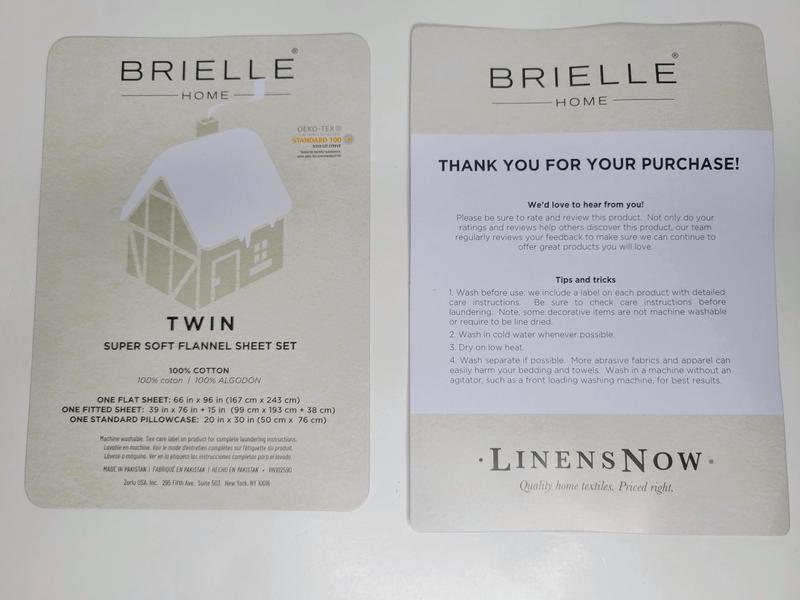 BRIELLE®
HOME
OEKO-TEX®
STANDARD 100
TWIN
SUPER SOFT FLANNEL SHEET SET
100% COTTON
100% coton | 100% ALGODÓN
ONE FLAT SHEET: 66 in x 96 in (167 cm x 243 cm)
ONE FITTED SHEET: 39 in x 76 in + 15 in (99 cm x 193 cm + 38 cm)
ONE STANDARD PILLOWCASE: 20 in x 30 in (50 cm x 76 cm)
Machine washable. See care label on product for complete laundering instructions.
Lavable en machine. Voir le mode d'entretien complètes sur l'étiquette du produit.
Lávese a máquina. Ver en la etiqueta las instrucciones completas para el lavado.
MADE IN PAKISTAN | FABRIQUÉ EN PAKISTAN | HECHO EN PAKISTAN • RN102590
Zorlu USA, Inc. 295 Fifth Ave. Suite 503 New York, NY 10016
BRIELLE®
HOME
THANK YOU FOR YOUR PURCHASE!
We'd love to hear from you!
Please be sure to rate and review this product. Not only do your
ratings and reviews help others discover this product, our team
regularly reviews your feedback to make sure we can continue to
offer great products you will love.
Tips and tricks
1. Wash before use: we include a label on each product with detailed
care instructions. Be sure to check care instructions before
laundering. Note, some decorative items are not machine washable
or require to be line dried.
2. Wash in cold water whenever possible.
3. Dry on low heat.
4. Wash separate if possible. More abrasive fabrics and apparel can
easily harm your bedding and towels. Wash in a machine without an
agitator, such as a front loading washing machine, for best results.
·LINENSNOW·
Quality home textiles. Priced right.